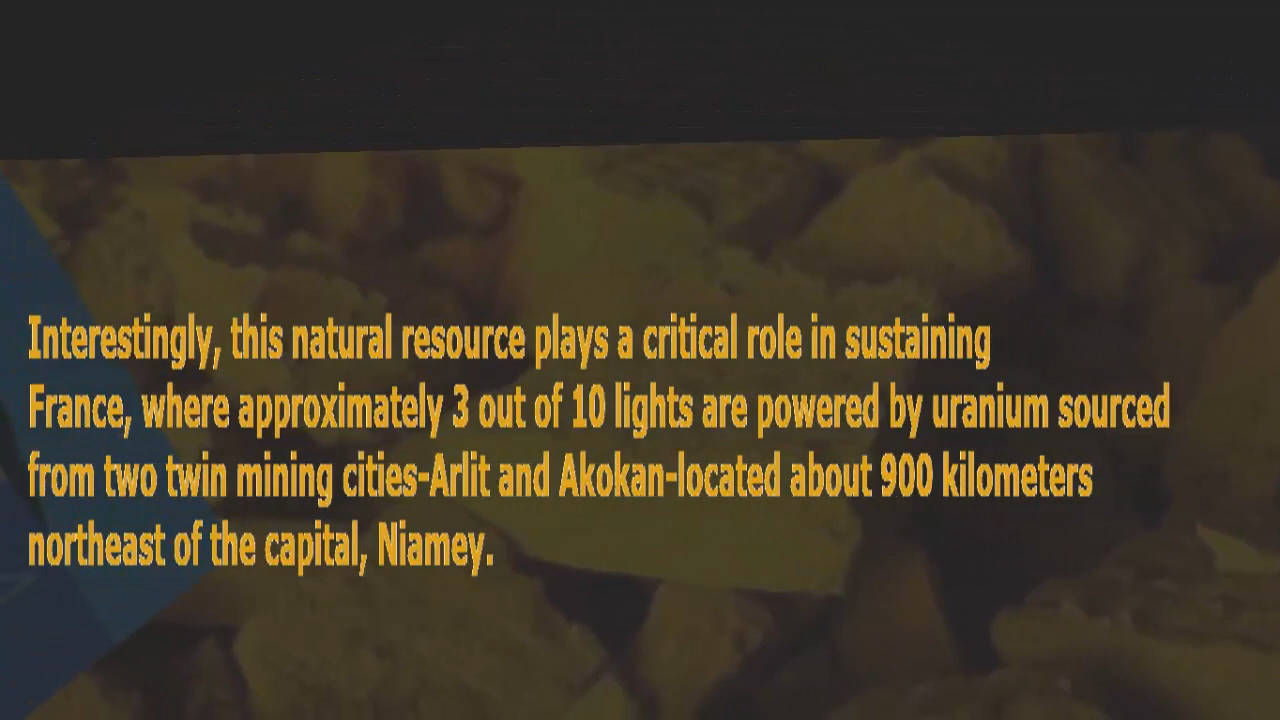 Interestingly, this natural resource plays a critical role in sustaining
France, where approximately 3 out of 10 lights are powered by uranium sourced
from two twin mining cities-Arlit and Akokan-located about 900 kilometers
northeast of the capital, Niamey.